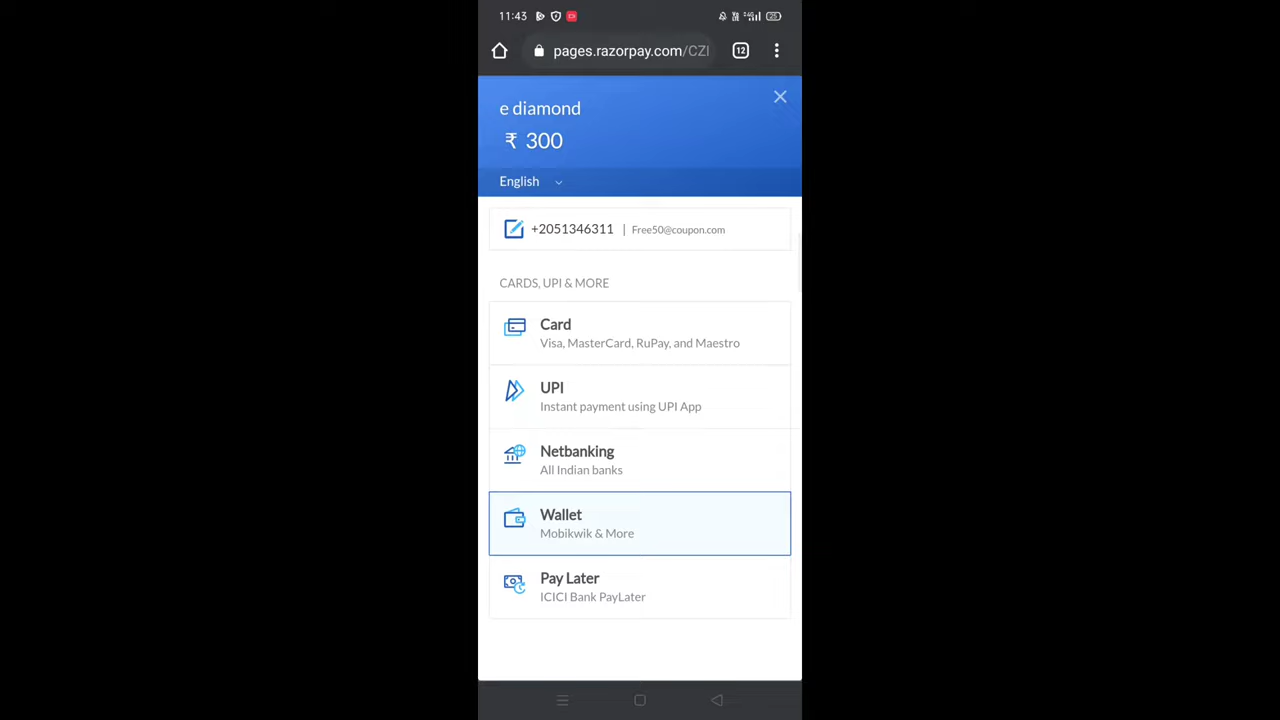 11:43
pages.razorpay.com/CZI
12
e diamond
₹ 300
English
+2051346311 | Free50@coupon.com
CARDS, UPI & MORE
Card
Visa, MasterCard, RuPay, and Maestro
UPI
Instant payment using UPI App
Netbanking
All Indian banks
Wallet
Mobikwik & More
Pay Later
ICICI Bank PayLater